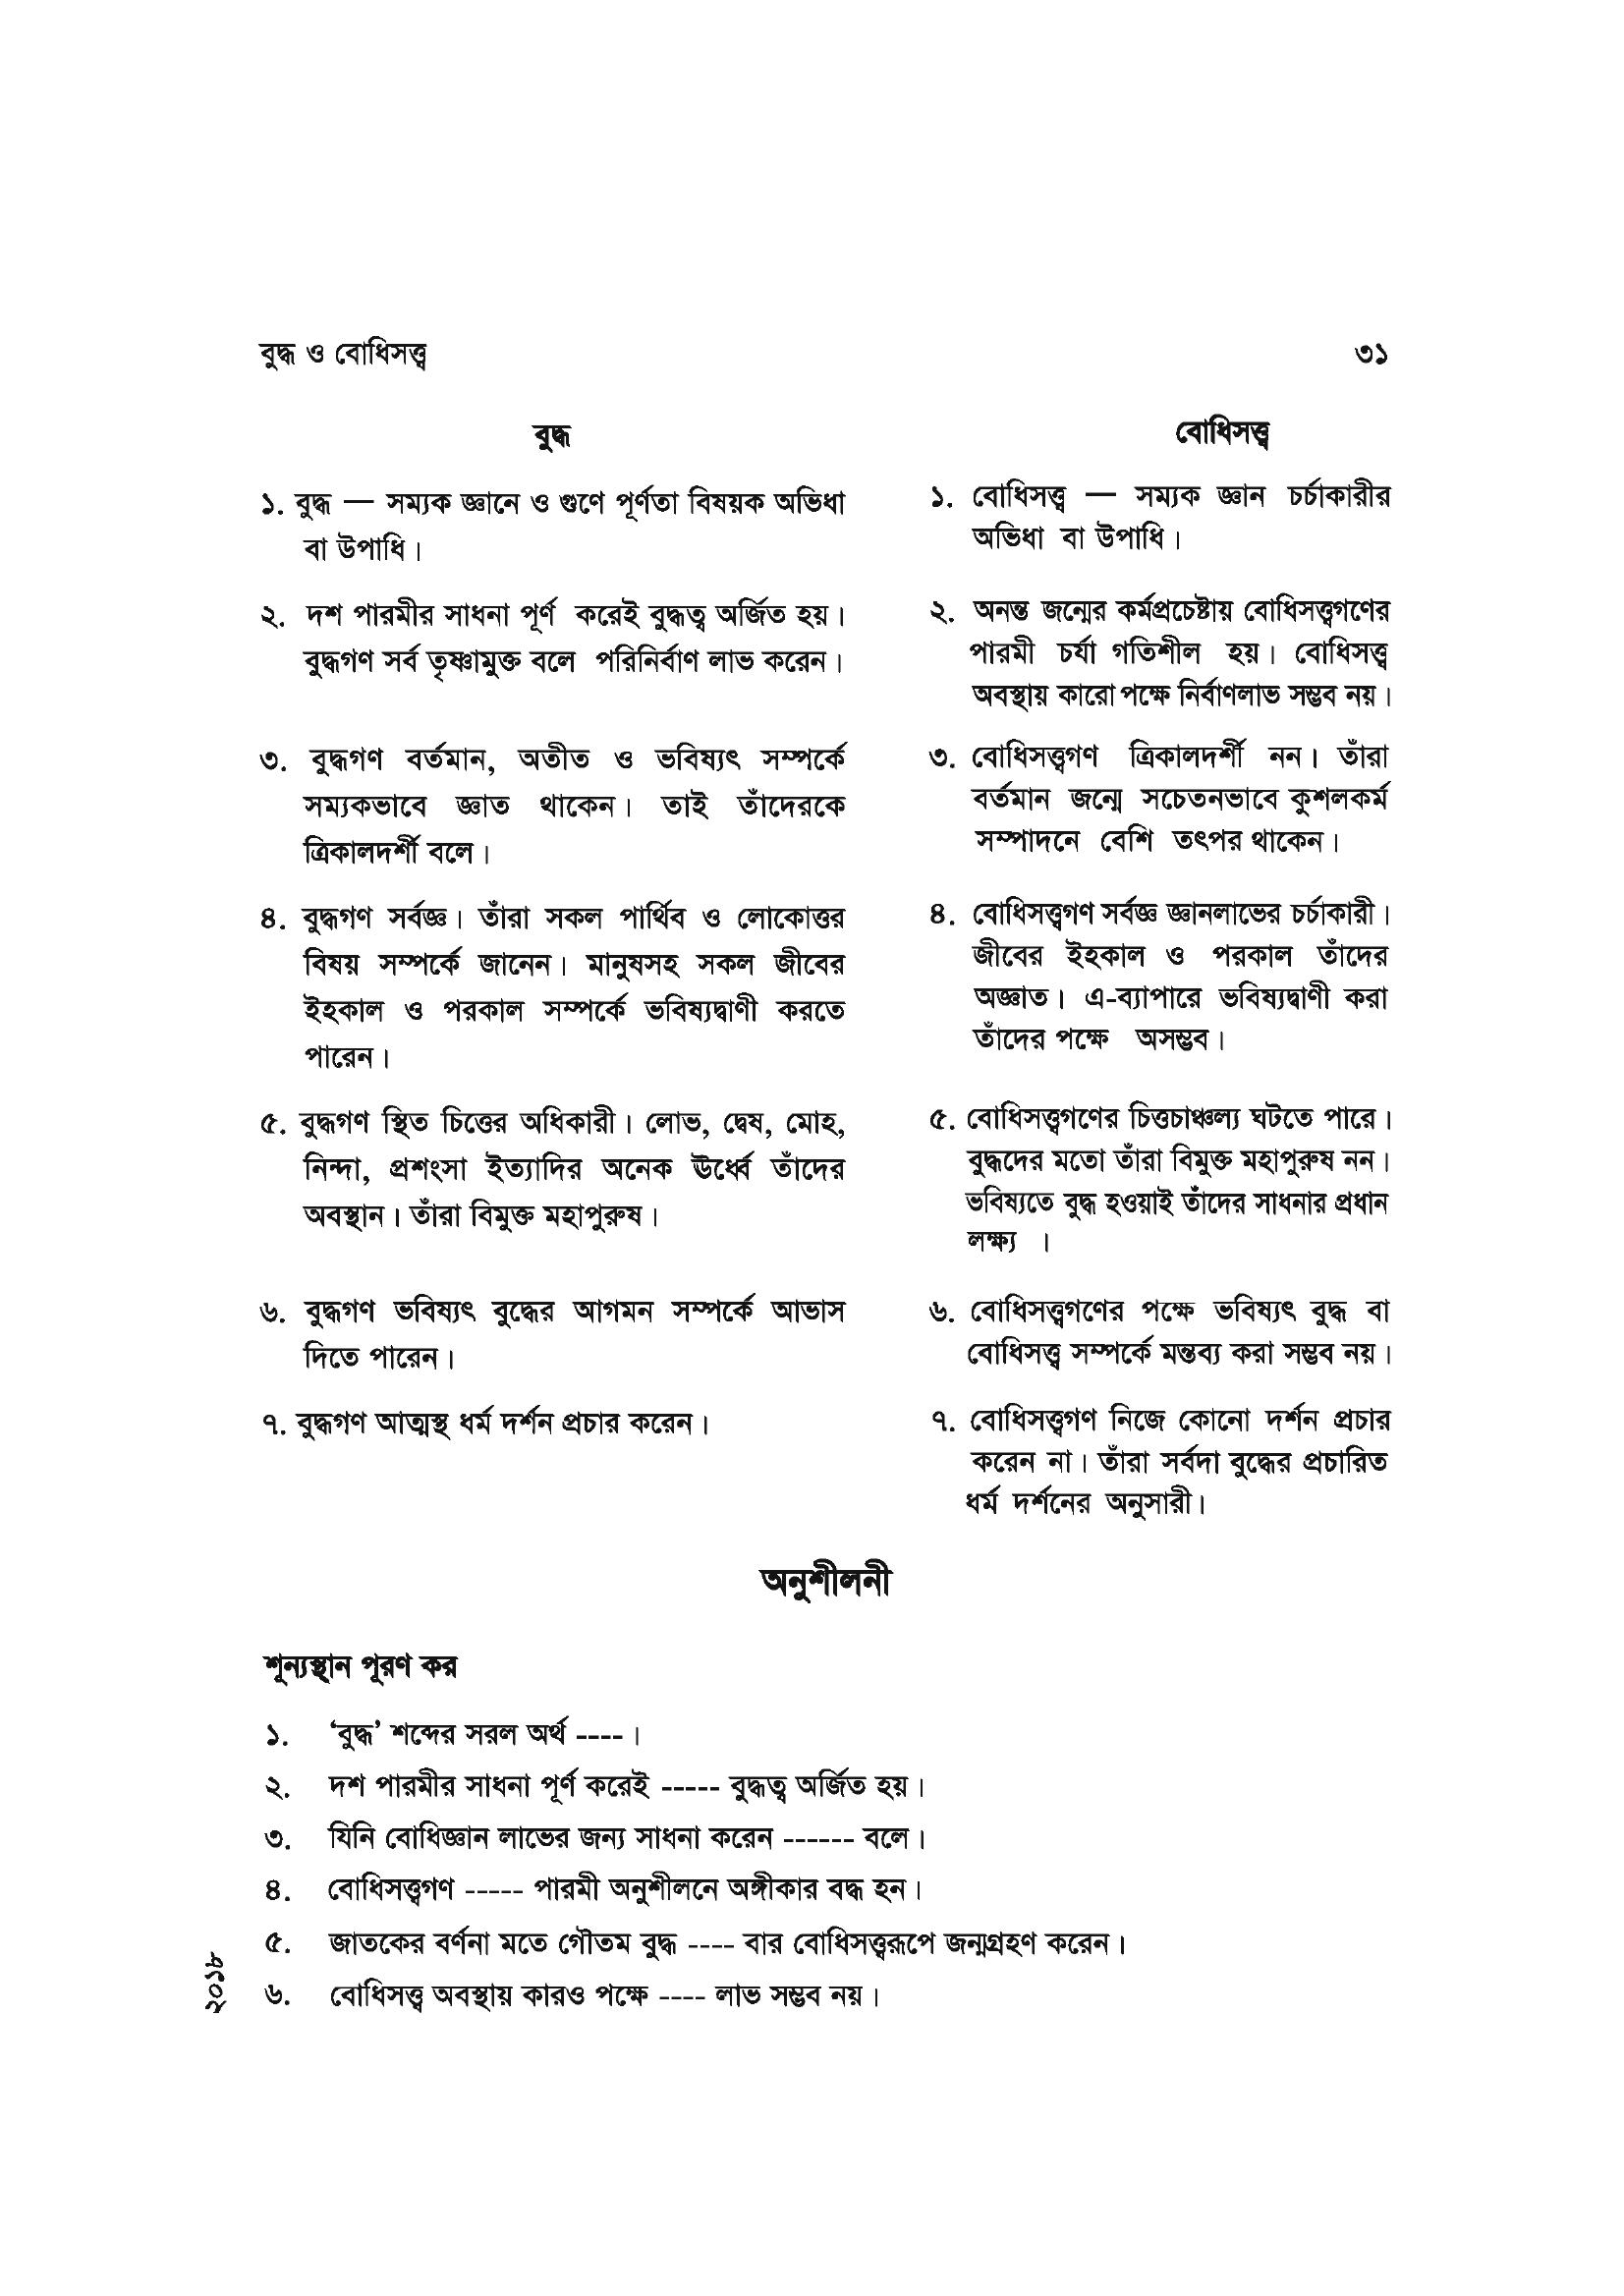 বুদ্ধ ও বোধিসত্ত্ব
৩১
বুদ্ধ
১. বুদ্ধ — সম্যক জ্ঞানে ও গুণে পূর্ণতা বিষয়ক অভিধা
বা উপাধি।
২. দশ পারমীর সাধনা পূর্ণ করেই বুদ্ধত্ব অর্জিত হয়।
বুদ্ধগণ সর্ব তৃষ্ণামুক্ত বলে পরিনির্বাণ লাভ করেন।
৩. বুদ্ধগণ বর্তমান, অতীত ও ভবিষ্যৎ সম্পর্কে
সম্যকভাবে জ্ঞাত থাকেন। তাই তাঁদেরকে
ত্রিকালদর্শী বলে।
৪. বুদ্ধগণ সর্বজ্ঞ। তাঁরা সকল পার্থিব ও লোকোত্তর
বিষয় সম্পর্কে জানেন। মানুষসহ সকল জীবের
ইহকাল ও পরকাল সম্পর্কে ভবিষ্যদ্বাণী করতে
পারেন।
৫. বুদ্ধগণ স্থিত চিত্তের অধিকারী। লোভ, দ্বেষ, মোহ,
নিন্দা, প্রশংসা ইত্যাদির অনেক ঊর্ধ্বে তাঁদের
অবস্থান। তাঁরা বিমুক্ত মহাপুরুষ।
৬. বুদ্ধগণ ভবিষ্যৎ বুদ্ধের আগমন সম্পর্কে আভাস
দিতে পারেন।
৭. বুদ্ধগণ আত্মস্থ ধর্ম দর্শন প্রচার করেন।
বোধিসত্ত্ব
১. বোধিসত্ত্ব — সম্যক জ্ঞান চর্চাকারীর
অভিধা বা উপাধি।
২. অনন্ত জন্মের কর্মপ্রচেষ্টায় বোধিসত্ত্বগণের
পারমী চর্যা গতিশীল হয়। বোধিসত্ত্ব
অবস্থায় কারো পক্ষে নির্বাণলাভ সম্ভব নয়।
৩. বোধিসত্ত্বগণ ত্রিকালদর্শী নন। তাঁরা
বর্তমান জন্মে সচেতনভাবে কুশলকর্ম
সম্পাদনে বেশি তৎপর থাকেন।
৪. বোধিসত্ত্বগণ সর্বজ্ঞ জ্ঞানলাভের চর্চাকারী।
জীবের ইহকাল ও পরকাল তাঁদের
অজ্ঞাত। এ-ব্যাপারে ভবিষ্যদ্বাণী করা
তাঁদের পক্ষে অসম্ভব।
৫. বোধিসত্ত্বগণের চিত্তচাঞ্চল্য ঘটতে পারে।
বুদ্ধদের মতো তাঁরা বিমুক্ত মহাপুরুষ নন।
ভবিষ্যতে বুদ্ধ হওয়াই তাঁদের সাধনার প্রধান
লক্ষ্য ।
৬. বোধিসত্ত্বগণের পক্ষে ভবিষ্যৎ বুদ্ধ বা
বোধিসত্ত্ব সম্পর্কে মন্তব্য করা সম্ভব নয়।
৭. বোধিসত্ত্বগণ নিজে কোনো দর্শন প্রচার
করেন না। তাঁরা সর্বদা বুদ্ধের প্রচারিত
ধর্ম দর্শনের অনুসারী।
অনুশীলনী
শূন্যস্থান পূরণ কর
১. ‘বুদ্ধ’ শব্দের সরল অর্থ ----।
২. দশ পারমীর সাধনা পূর্ণ করেই ----- বুদ্ধত্ব অর্জিত হয়।
৩. যিনি বোধিজ্ঞান লাভের জন্য সাধনা করেন ------ বলে।
৪. বোধিসত্ত্বগণ ----- পারমী অনুশীলনে অঙ্গীকার বদ্ধ হন।
৫. জাতকের বর্ণনা মতে গৌতম বুদ্ধ ---- বার বোধিসত্ত্বরূপে জন্মগ্রহণ করেন।
৬. বোধিসত্ত্ব অবস্থায় কারও পক্ষে ---- লাভ সম্ভব নয়।
২০১৮